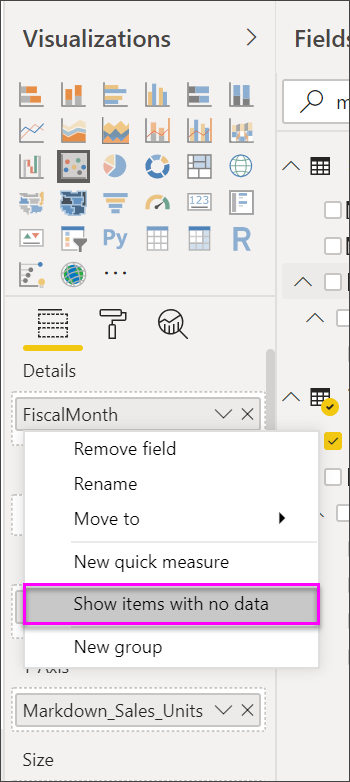 Visualizations
Fields
m
123
Py
R
Details
FiscalMonth
Remove field
Rename
Move to
New quick measure
Show items with no data
New group
Markdown_Sales_Units
Size